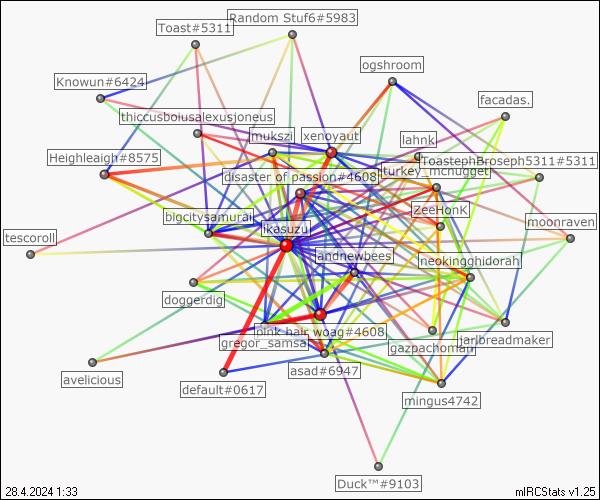 Random Stuf6#5983
Toast#5311
ogshroom
Knowun#6424
facadas.
thiccusboiusalexusjoneus
mukszi
xenoyaut
lahnk
Heighleigh#8575
ToastephBroseph5311#5311
disaster of passion#4608
turkey_mcnugget
bigcitysamurai
ikasuzu
ZeeHonK
moonraven
tescoroll
andnewbees
neokingghidorah
doggerdig
pink hair woag#4608
gregor_samsa
gazpachoman
jarlbreadmaker
asad#6947
avelicious
default#0617
mingus4742
Duck™#9103
28.4.2024 1:33
mIRCStats v1.25